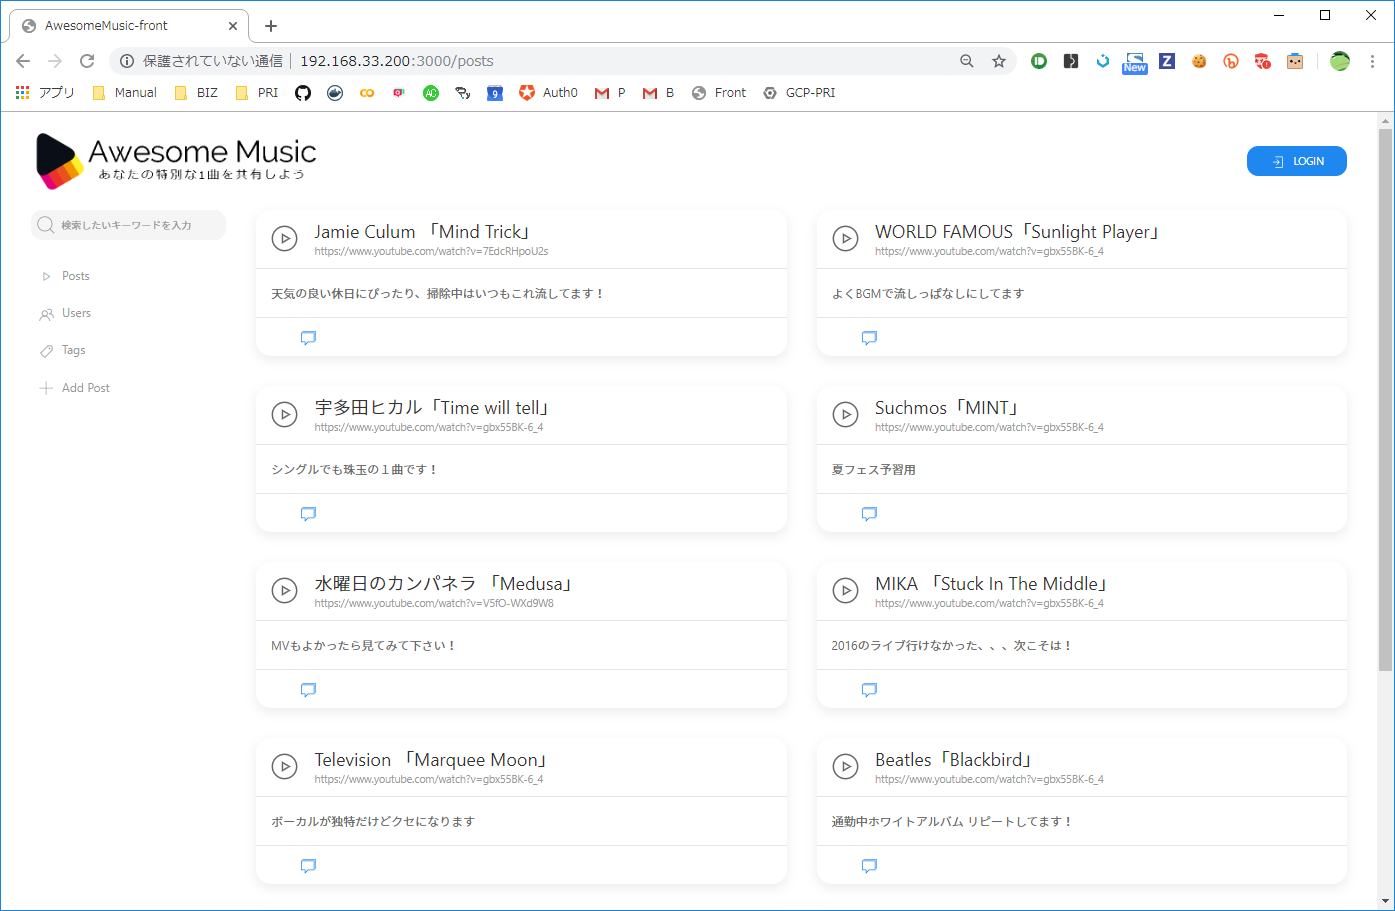 AwesomeMusic-front
保護されていない通信 192.168.33.200:3000/posts
New
アプリ Manual BIZ PRI CO AC 9 Auth0 P B Front GCP-PRI
Awesome Music
あなたの特別な1曲を共有しよう
LOGIN
検索したいキーワードを入力
Posts
Users
Tags
Add Post
Jamie Culum 「Mind Trick」
https://www.youtube.com/watch?v=7EdcRHpoU2s
天気の良い休日にぴったり、掃除中はいつもこれ流してます！
WORLD FAMOUS「Sunlight Player」
https://www.youtube.com/watch?v=gbx55BK-6_4
よくBGMで流しっぱなしにしてます
宇多田ヒカル「Time will tell」
https://www.youtube.com/watch?v=gbx55BK-6_4
シングルでも珠玉の１曲です！
Suchmos「MINT」
https://www.youtube.com/watch?v=gbx55BK-6_4
夏フェス予習用
水曜日のカンパネラ 「Medusa」
https://www.youtube.com/watch?v=V5fO-WXd9W8
MVもよかったら見てみて下さい！
MIKA 「Stuck In The Middle」
https://www.youtube.com/watch?v=gbx55BK-6_4
2016のライブ行けなかった、、、次こそは！
Television 「Marquee Moon」
https://www.youtube.com/watch?v=gbx55BK-6_4
ボーカルが独特だけどクセになります
Beatles「Blackbird」
https://www.youtube.com/watch?v=gbx55BK-6_4
通勤中ホワイトアルバム リピートしてます！